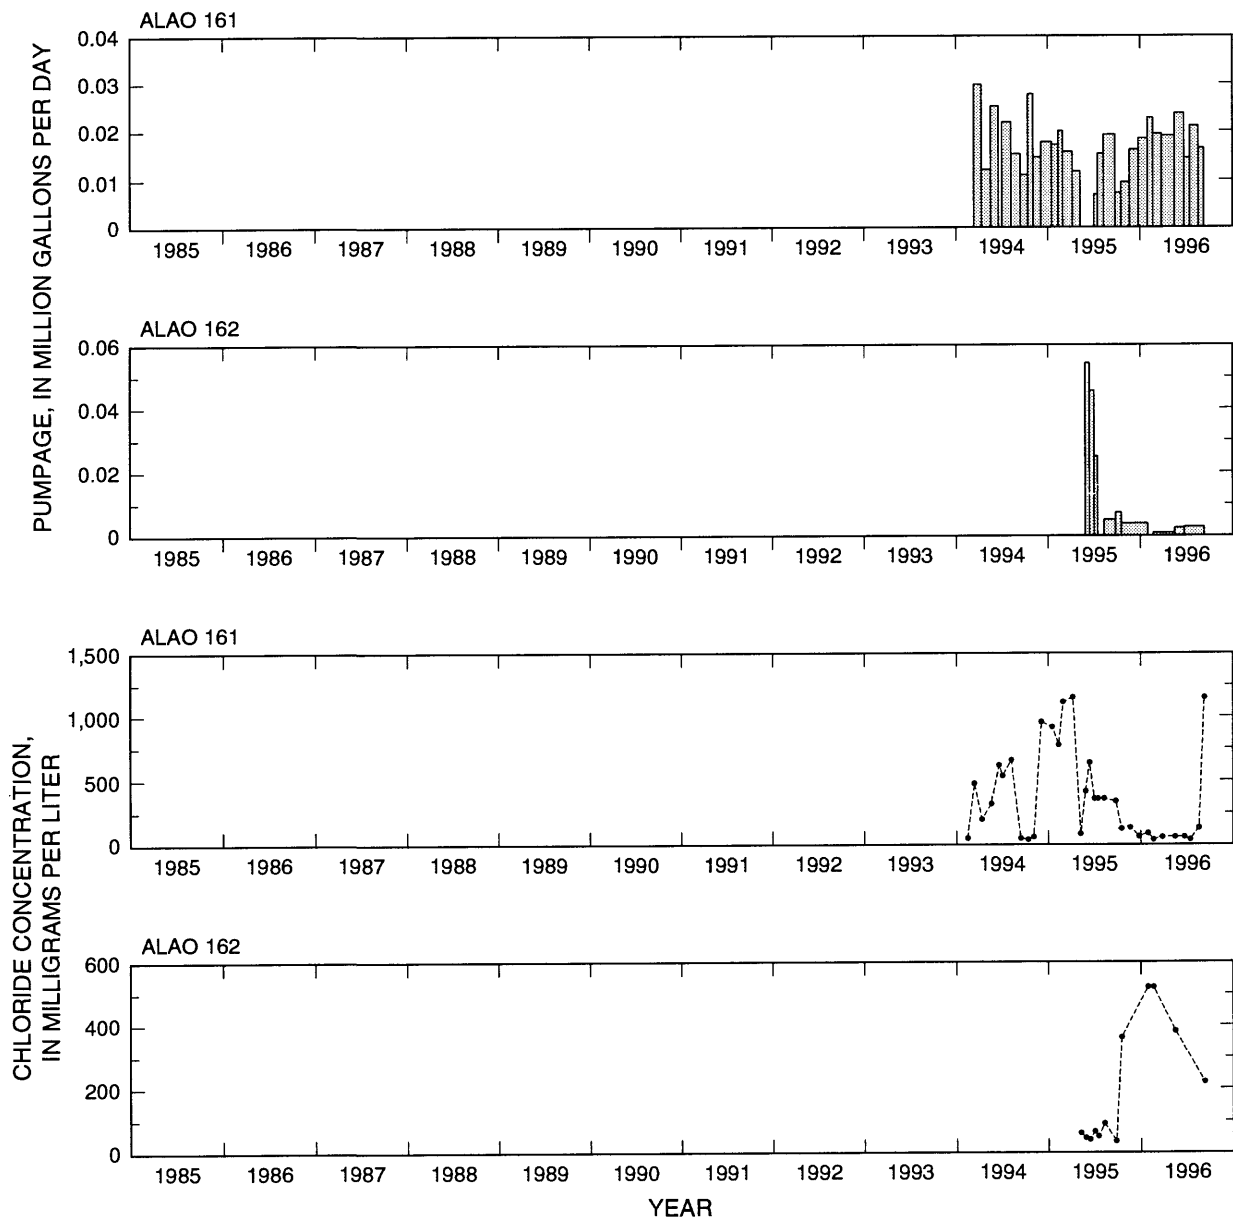 PUMPAGE, IN MILLION GALLONS PER DAY
ALAO 161
0.04
0.03
0.02
0.01
0
1985 1986 1987 1988 1989 1990 1991 1992 1993 1994 1995 1996
ALAO 162
0.06
0.04
0.02
0
1985 1986 1987 1988 1989 1990 1991 1992 1993 1994 1995 1996
CHLORIDE CONCENTRATION,
IN MILLIGRAMS PER LITER
ALAO 161
1,500
1,000
500
0
1985 1986 1987 1988 1989 1990 1991 1992 1993 1994 1995 1996
ALAO 162
600
400
200
0
1985 1986 1987 1988 1989 1990 1991 1992 1993 1994 1995 1996
YEAR